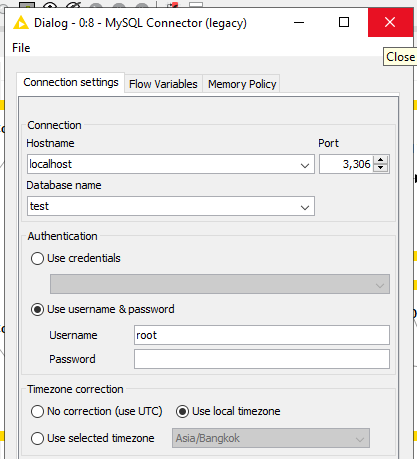 Dialog - 0:8 - MySQL Connector (legacy)
Close
File
Connection settings Flow Variables Memory Policy
Connection
Hostname Port
localhost 3,306
Database name
test
Authentication
Use credentials
Use username & password
Username root
Password
Timezone correction
No correction (use UTC) Use local timezone
Use selected timezone Asia/Bangkok